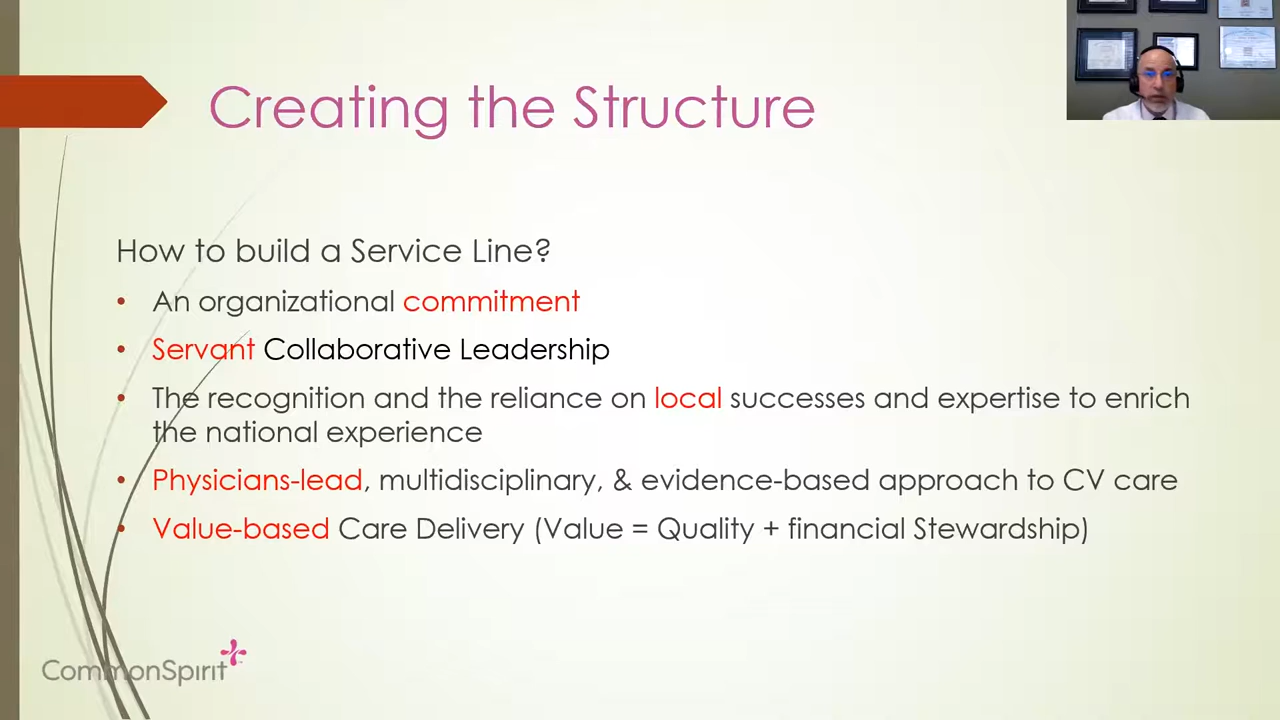 Creating the Structure
How to build a Service Line?
• An organizational commitment
• Servant Collaborative Leadership
• The recognition and the reliance on local successes and expertise to enrich
the national experience
• Physicians-lead, multidisciplinary, & evidence-based approach to CV care
• Value-based Care Delivery (Value = Quality + financial Stewardship)
CommonSpirit